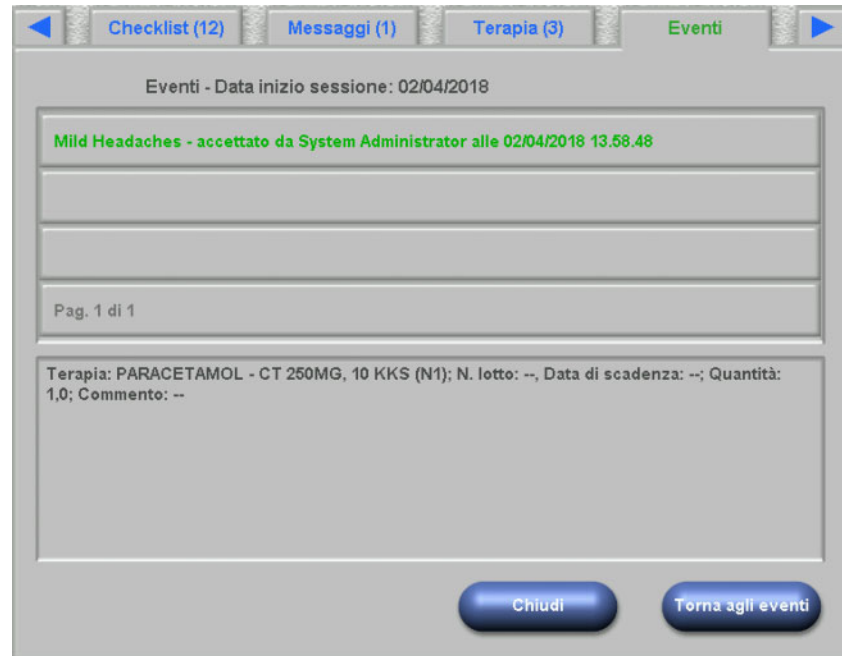 Checklist (12) Messaggi (1) Terapia (3) Eventi
Eventi - Data inizio sessione: 02/04/2018
Mild Headaches - accettato da System Administrator alle 02/04/2018 13.58.48
Pag. 1 di 1
Terapia: PARACETAMOL - CT 250MG, 10 KKS (N1); N. lotto: --, Data di scadenza: --; Quantità:
1,0; Commento: --
Chiudi Torna agli eventi